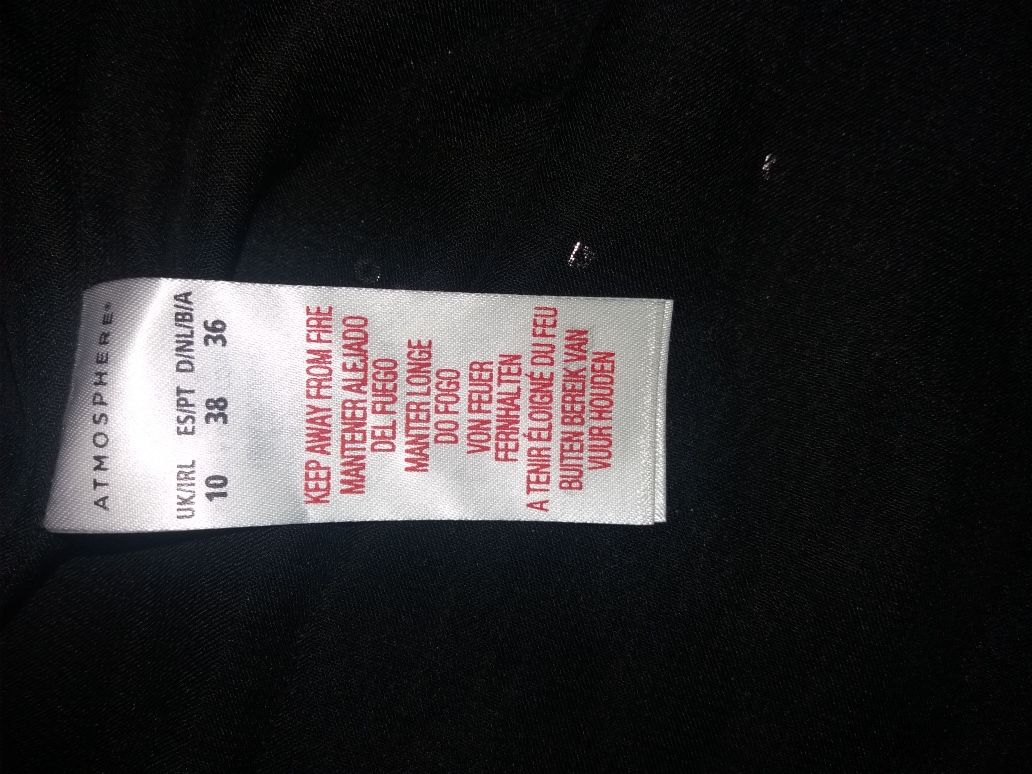 ATMOSPHERE®
UK/IRL ES/PT D/NL/B/A
10 38 36
KEEP AWAY FROM FIRE
MANTENER ALEJADO
DEL FUEGO
MANTER LONGE
DO FOGO
VON FEUER
FERNHALTEN
A TENIR ÉLOIGNÉ DU FEU
BUITEN BEREIK VAN
VUUR HOUDEN